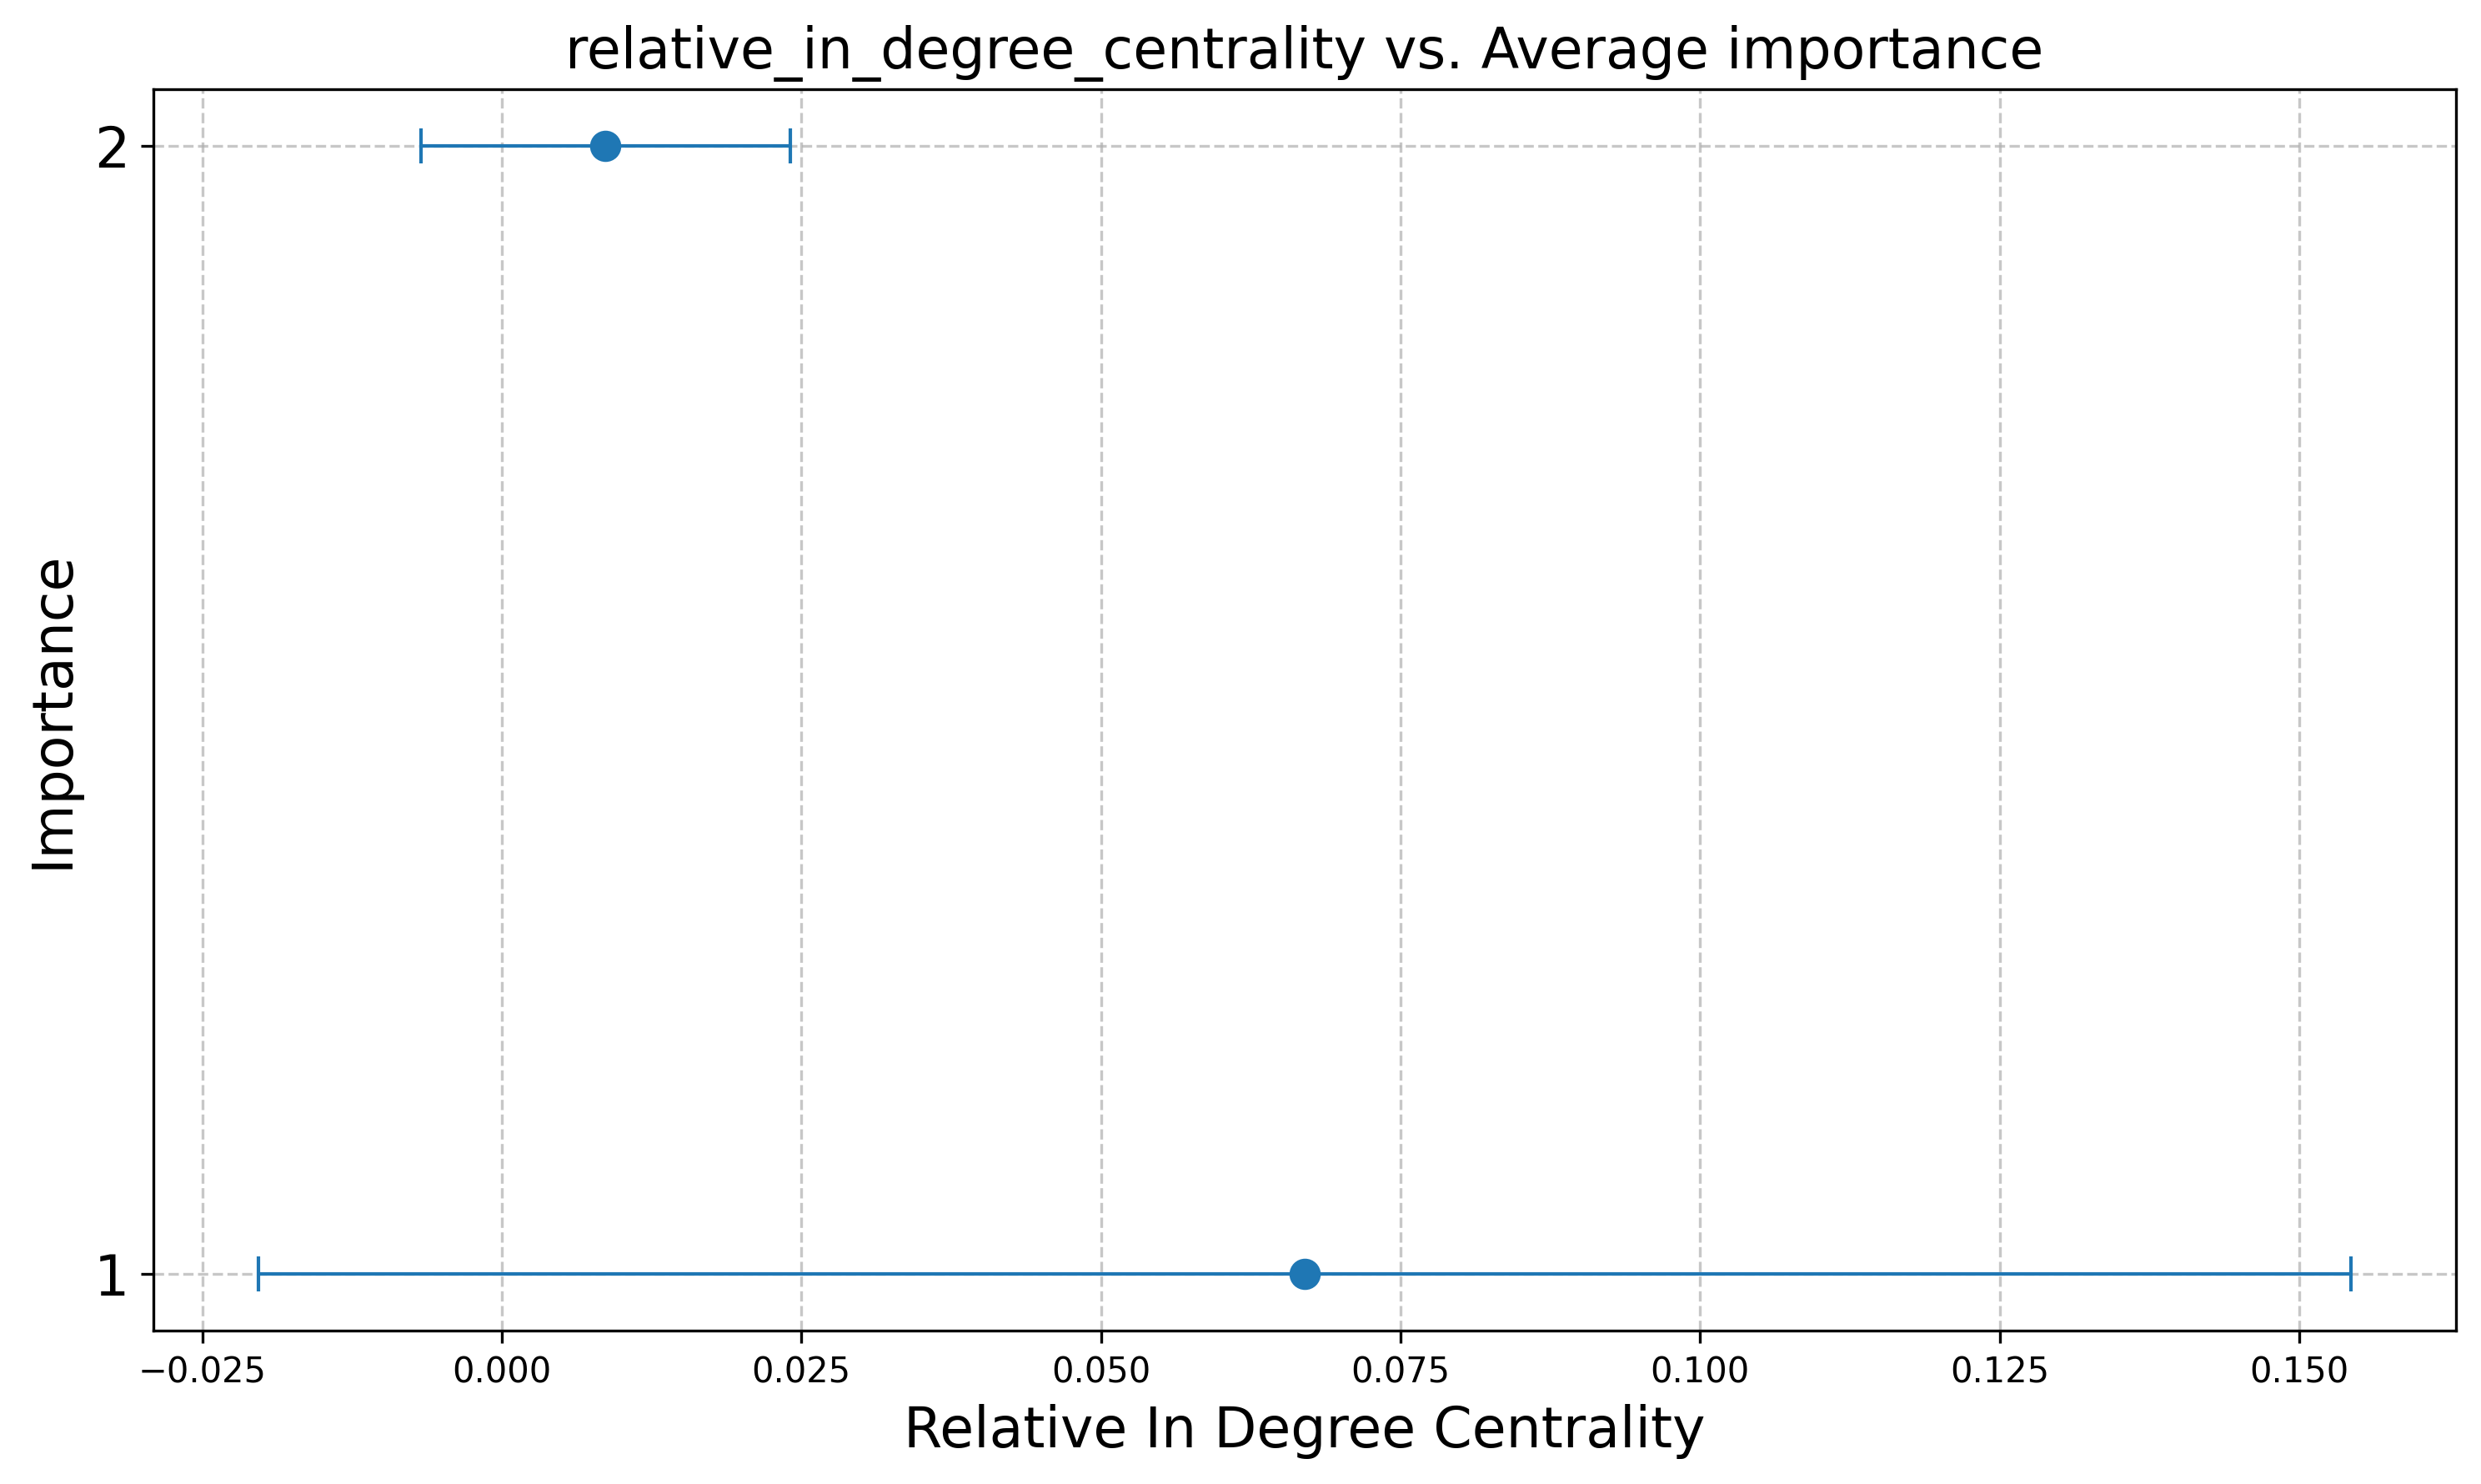 relative_in_degree_centrality vs. Average importance
2
Importance
1
−0.025 0.000 0.025 0.050 0.075 0.100 0.125 0.150
Relative In Degree Centrality